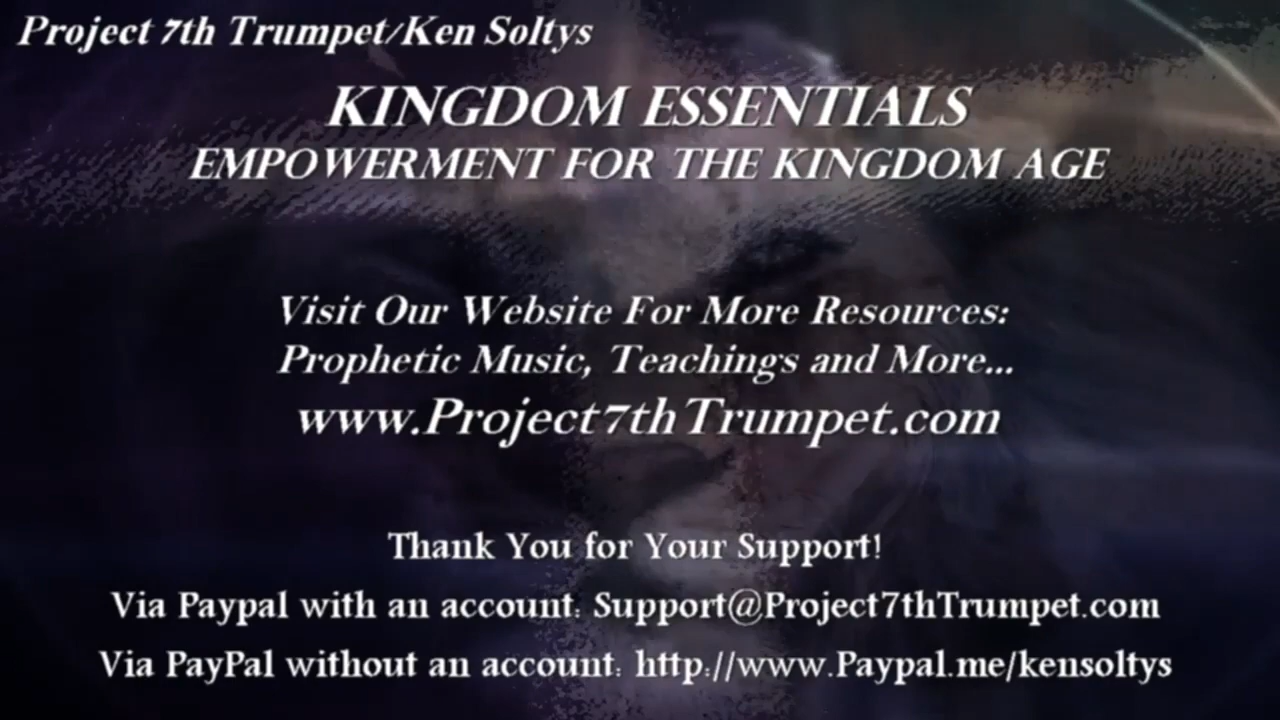 Project 7th Trumpet/Ken Soltys
KINGDOM ESSENTIALS
EMPOWERMENT FOR THE KINGDOM AGE
Visit Our Website For More Resources:
Prophetic Music, Teachings and More...
www.Project7thTrumpet.com
Thank You for Your Support!
Via Paypal with an account: Support@Project7thTrumpet.com
Via PayPal without an account: http://www.Paypal.me/kensoltys